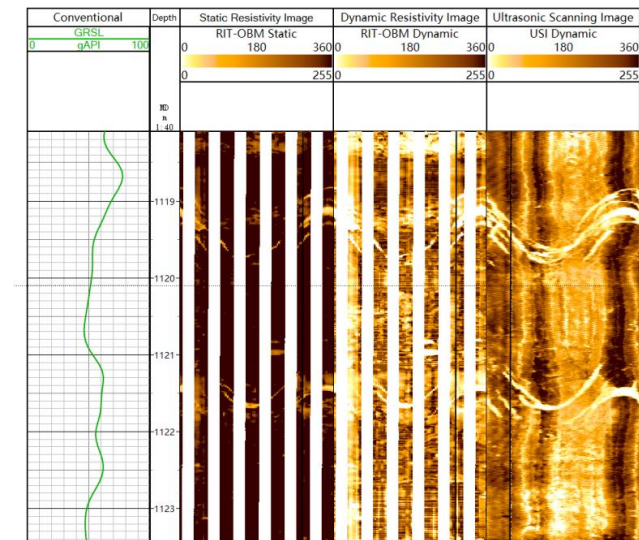 Conventional Depth Static Resistivity Image Dynamic Resistivity Image Ultrasonic Scanning Image
GRSL RIT-OBM Static RIT-OBM Dynamic USI Dynamic
0 gAPI 100 0 180 360 0 180 360 0 180 360
0 255 0 255 0 255
MD
m
1:40
1119
1120
1121
1122
1123